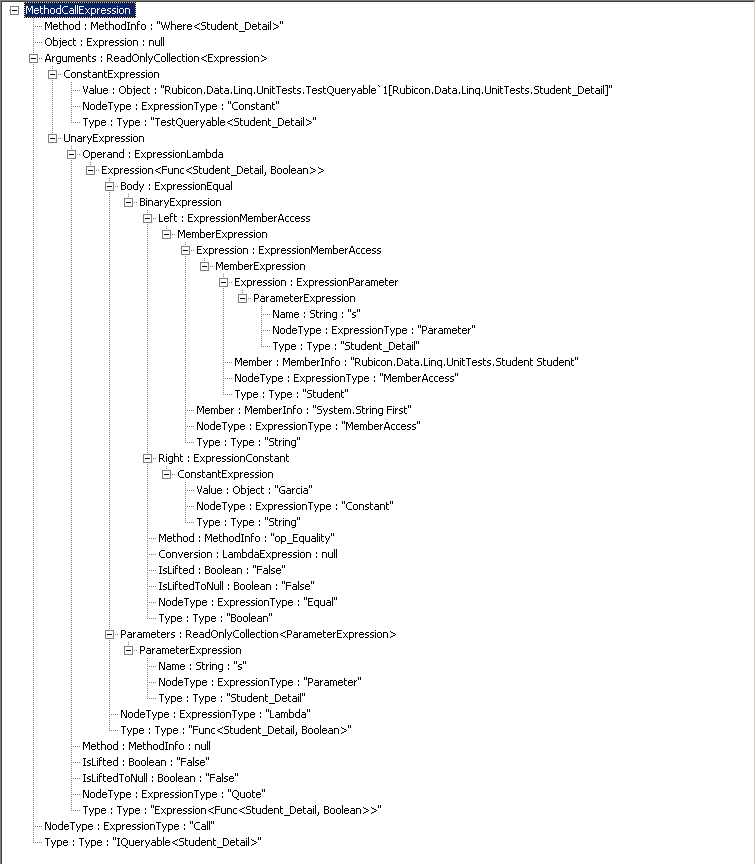 MethodCallExpression
Method : MethodInfo : "Where<Student_Detail>"
Object : Expression : null
Arguments : ReadOnlyCollection<Expression>
ConstantExpression
Value : Object : "Rubicon.Data.Linq.UnitTests.TestQueryable`1[Rubicon.Data.Linq.UnitTests.Student_Detail]"
NodeType : ExpressionType : "Constant"
Type : Type : "TestQueryable<Student_Detail>"
UnaryExpression
Operand : ExpressionLambda
Expression<Func<Student_Detail, Boolean>>
Body : ExpressionEqual
BinaryExpression
Left : ExpressionMemberAccess
MemberExpression
Expression : ExpressionMemberAccess
MemberExpression
Expression : ExpressionParameter
ParameterExpression
Name : String : "s"
NodeType : ExpressionType : "Parameter"
Type : Type : "Student_Detail"
Member : MemberInfo : "Rubicon.Data.Linq.UnitTests.Student Student"
NodeType : ExpressionType : "MemberAccess"
Type : Type : "Student"
Member : MemberInfo : "System.String First"
NodeType : ExpressionType : "MemberAccess"
Type : Type : "String"
Right : ExpressionConstant
ConstantExpression
Value : Object : "Garcia"
NodeType : ExpressionType : "Constant"
Type : Type : "String"
Method : MethodInfo : "op_Equality"
Conversion : LambdaExpression : null
IsLifted : Boolean : "False"
IsLiftedToNull : Boolean : "False"
NodeType : ExpressionType : "Equal"
Type : Type : "Boolean"
Parameters : ReadOnlyCollection<ParameterExpression>
ParameterExpression
Name : String : "s"
NodeType : ExpressionType : "Parameter"
Type : Type : "Student_Detail"
NodeType : ExpressionType : "Lambda"
Type : Type : "Func<Student_Detail, Boolean>"
Method : MethodInfo : null
IsLifted : Boolean : "False"
IsLiftedToNull : Boolean : "False"
NodeType : ExpressionType : "Quote"
Type : Type : "Expression<Func<Student_Detail, Boolean>>"
NodeType : ExpressionType : "Call"
Type : Type : "IQueryable<Student_Detail>"